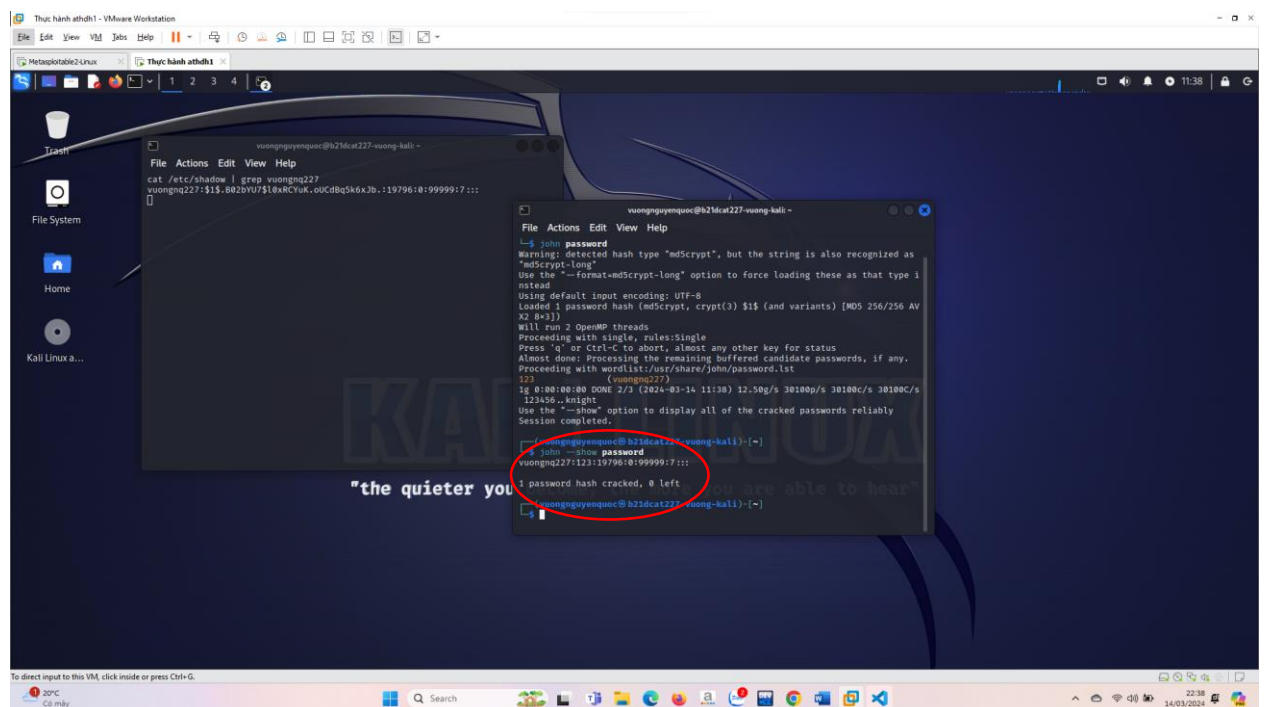 Thực hành athdh1 - VMware Workstation
File Edit View VM Tabs Help
Metasploitable2-Linux
Thực hành athdh1
1 2 3 4
2
11:38
Trash
File System
Home
Kali Linux a...
vuongnguyenquoc@b21dcat227-vuong-kali: ~
File Actions Edit View Help
cat /etc/shadow | grep vuongnq227
vuongnq227:$1$.B02bYU7$l0xRCYuK.oUCdBq5k6xJb.:19796:0:99999:7:::
vuongnguyenquoc@b21dcat227-vuong-kali: ~
File Actions Edit View Help
└─$ john password
Warning: detected hash type "md5crypt", but the string is also recognized as
"md5crypt-long"
Use the "--format=md5crypt-long" option to force loading these as that type i
nstead
Using default input encoding: UTF-8
Loaded 1 password hash (md5crypt, crypt(3) $1$ (and variants) [MD5 256/256 AV
X2 8×3])
Will run 2 OpenMP threads
Proceeding with single, rules:Single
Press 'q' or Ctrl-C to abort, almost any other key for status
Almost done: Processing the remaining buffered candidate passwords, if any.
Proceeding with wordlist:/usr/share/john/password.lst
123 (vuongnq227)
1g 0:00:00:00 DONE 2/3 (2024-03-14 11:38) 12.50g/s 30100p/s 30100c/s 30100C/s
123456..knight
Use the "--show" option to display all of the cracked passwords reliably
Session completed.
┌──(vuongnguyenquoc㉿b21dcat227-vuong-kali)-[~]
└─$ john --show password
vuongnq227:123:19796:0:99999:7:::
1 password hash cracked, 0 left
┌──(vuongnguyenquoc㉿b21dcat227-vuong-kali)-[~]
└─$
KALI LINUX
"the quieter you become, the more you are able to hear"
To direct input to this VM, click inside or press Ctrl+G.
1
20°C
Có mây
Search
22:38
14/03/2024